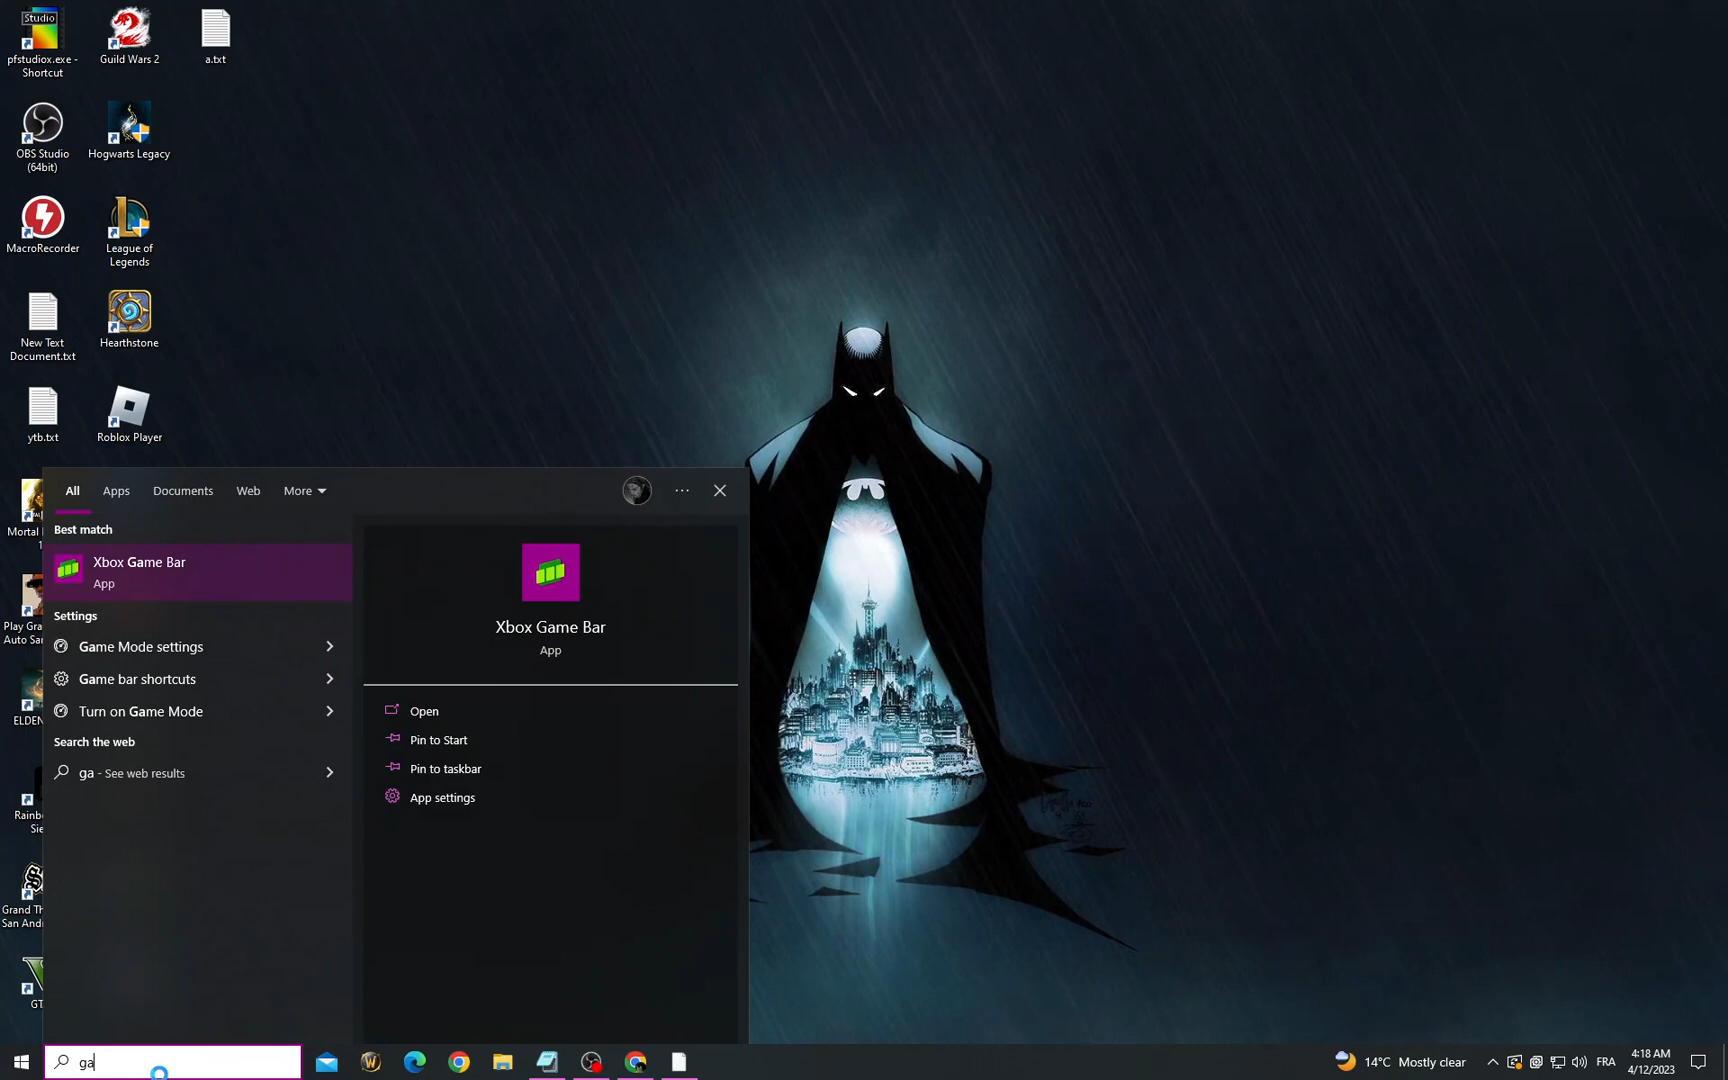 Studio
pfstudiox.exe -
Shortcut
Guild Wars 2
a.txt
OBS Studio
(64bit)
Hogwarts Legacy
MacroRecorder
League of
Legends
New Text
Document.txt
Hearthstone
ytb.txt
Roblox Player
Mortal
1
Play Gra
Auto Sar
ELDEN
Rainbo
Sie
Grand Th
San Andr
GT
All
Apps
Documents
Web
More
Best match
Xbox Game Bar
App
Settings
Game Mode settings
Game bar shortcuts
Turn on Game Mode
Search the web
ga - See web results
Xbox Game Bar
App
Open
Pin to Start
Pin to taskbar
App settings
ga
14°C Mostly clear
FRA
4:18 AM
4/12/2023